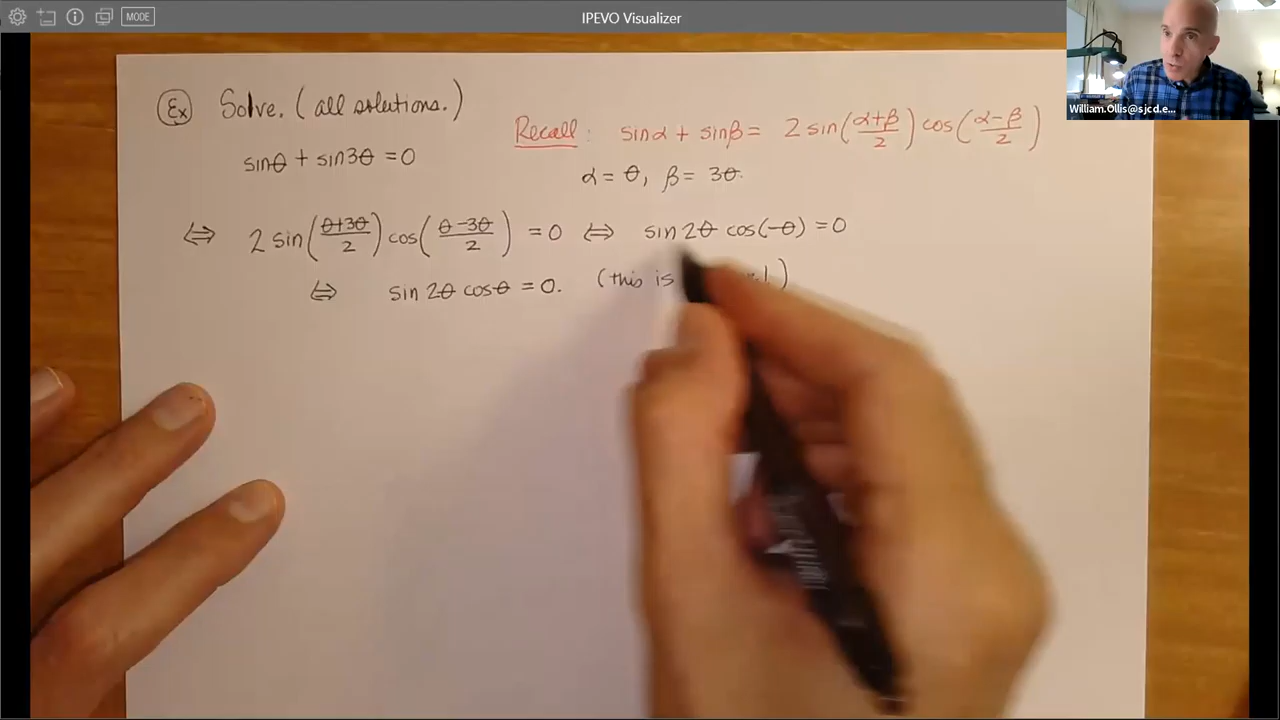 MODE
IPEVO Visualizer
William.Ollis@sjcd.e...
Ex Solve. (all solutions.)
sinθ + sin3θ = 0
Recall: sinα + sinβ = 2 sin((α+β)/2) cos((α-β)/2)
α = θ, β = 3θ.
⇔ 2 sin((θ+3θ)/2) cos((θ-3θ)/2) = 0 ⇔ sin 2θ cos(-θ) = 0
⇔ sin 2θ cosθ = 0. (this is